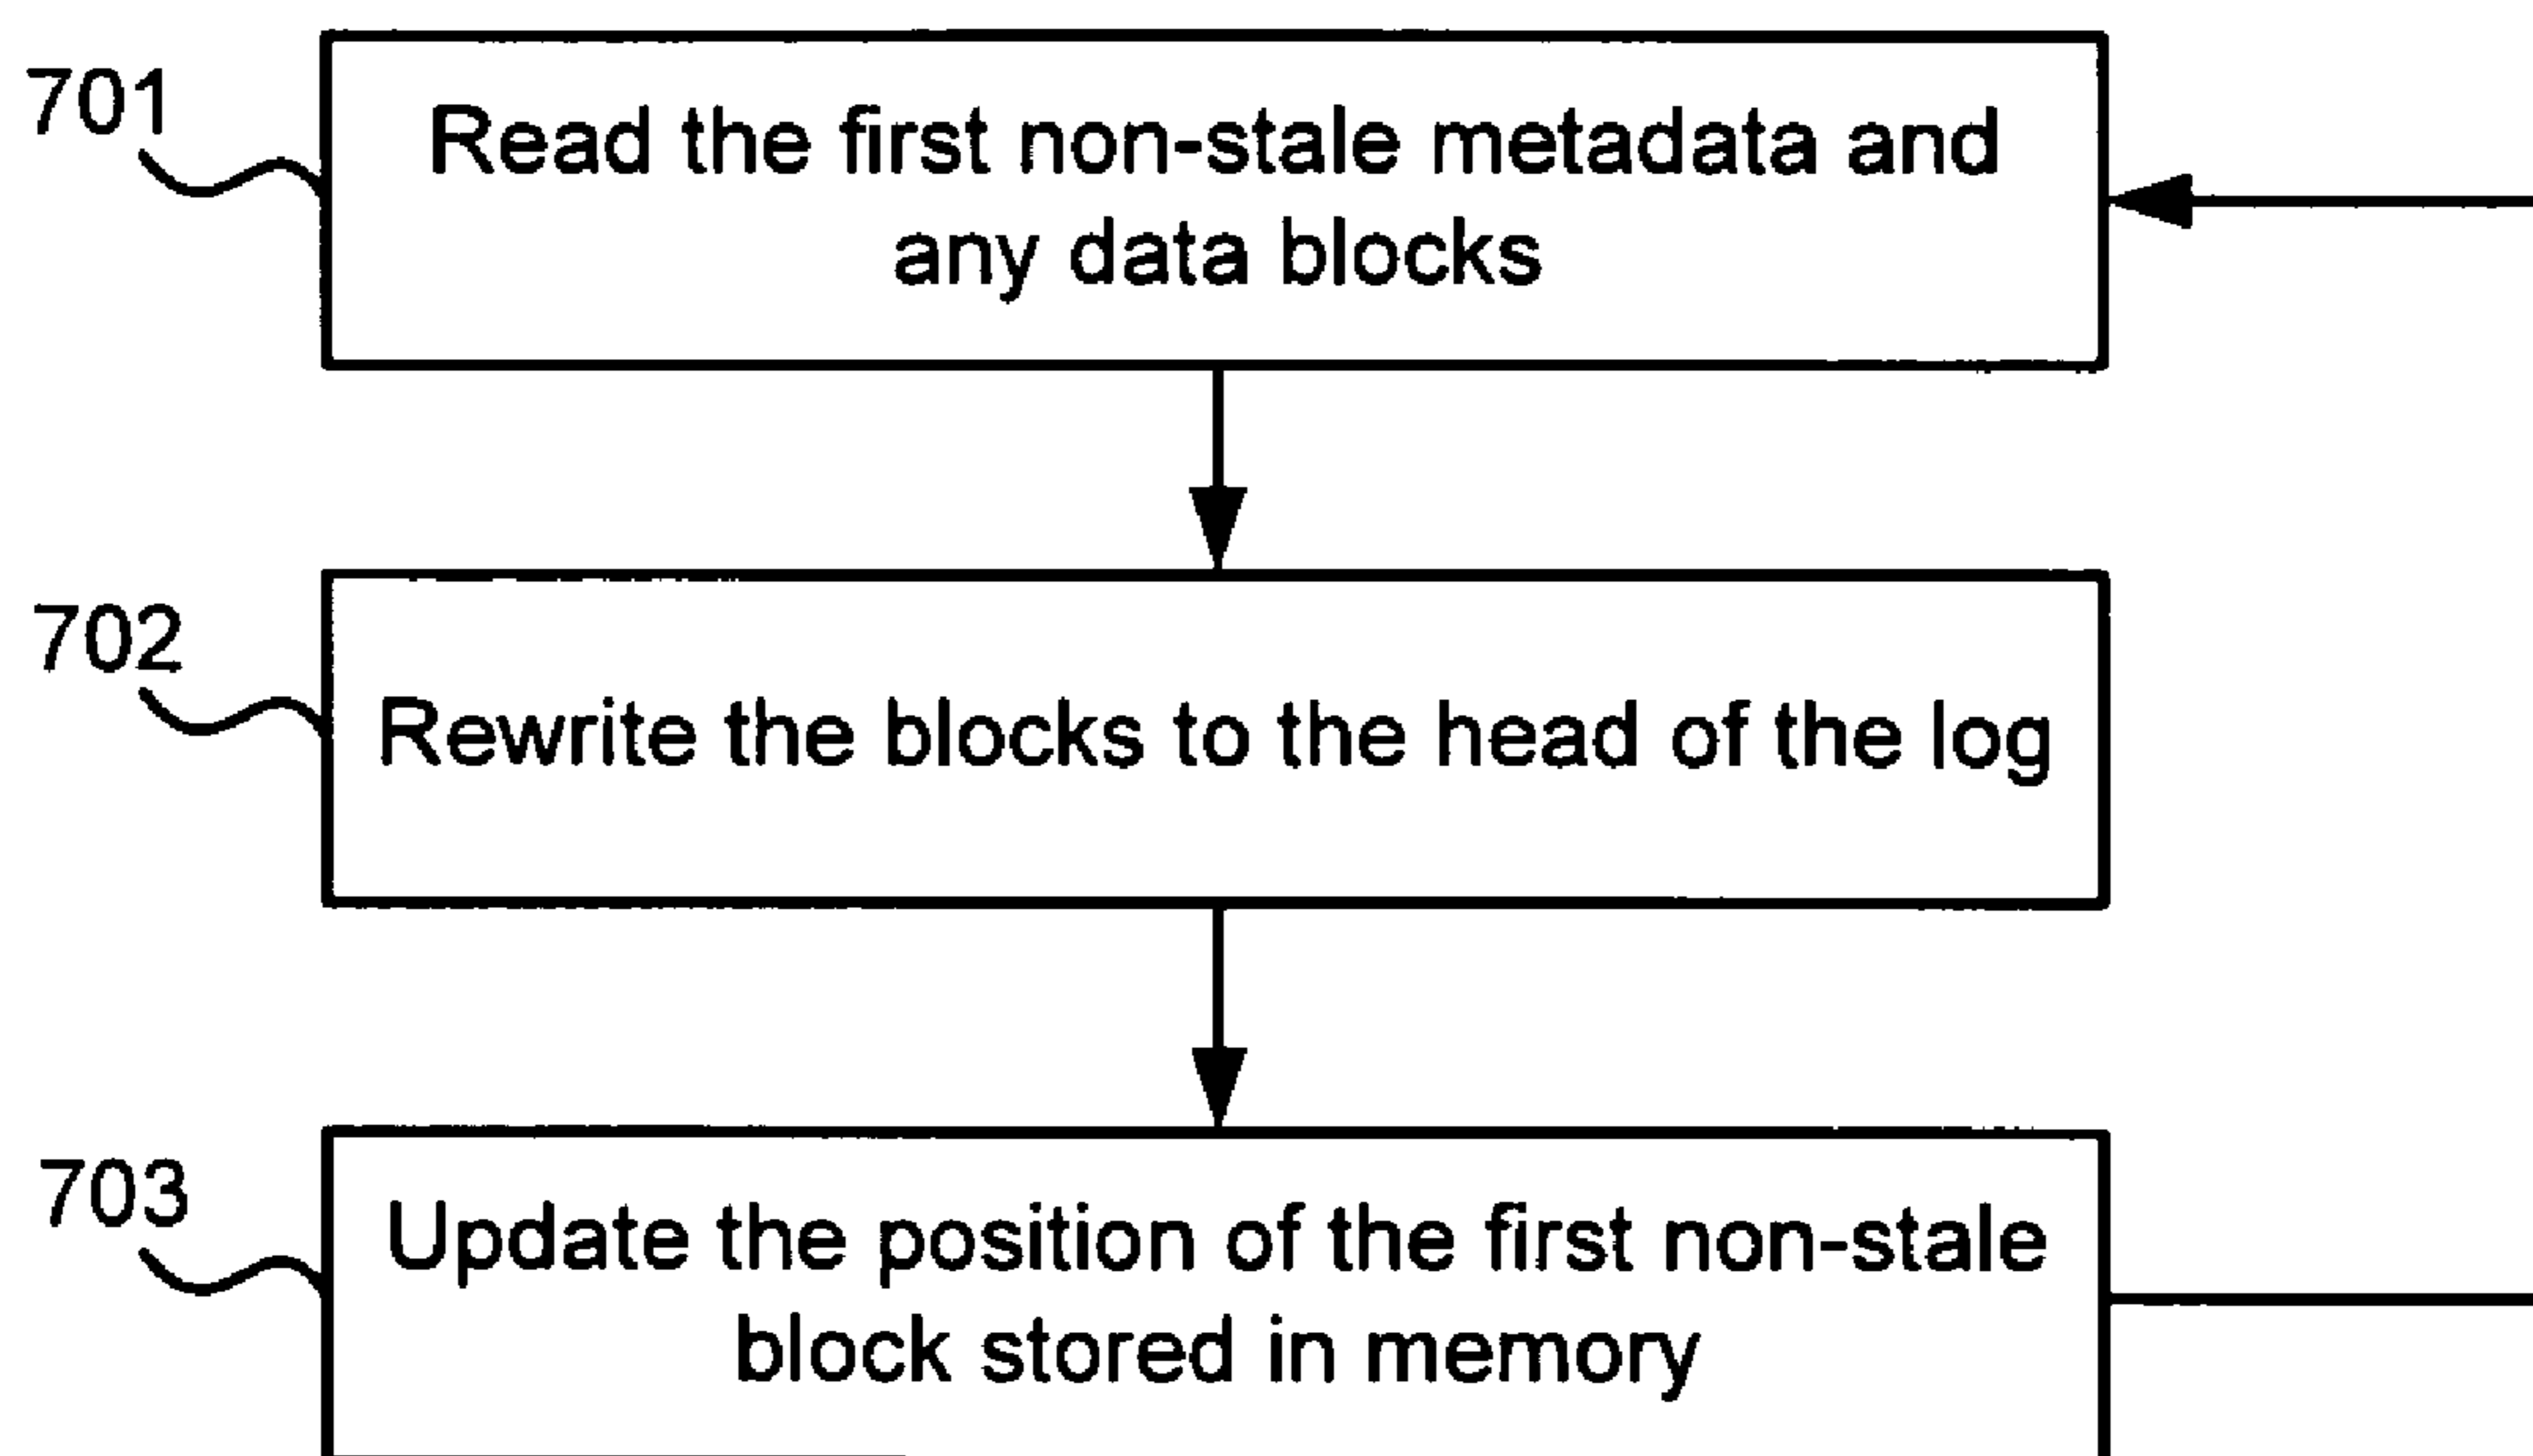 701
Read the first non-stale metadata and
any data blocks
702
Rewrite the blocks to the head of the log
703
Update the position of the first non-stale
block stored in memory